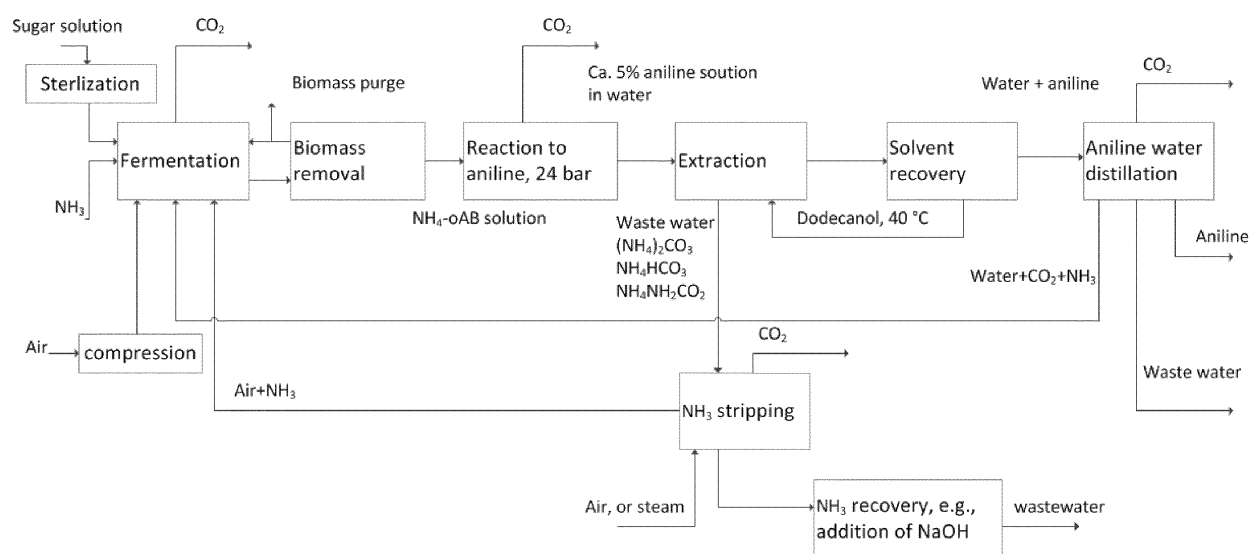 Sugar solution
CO₂
CO₂
Ca. 5% aniline soution
in water
Water + aniline
CO₂
Sterlization
Biomass purge
Fermentation
Biomass
removal
Reaction to
aniline, 24 bar
Extraction
Solvent
recovery
Aniline water
distillation
NH₃
NH₄-oAB solution
Waste water
(NH₄)₂CO₃
NH₄HCO₃
NH₄NH₂CO₂
Dodecanol, 40 °C
Aniline
Water+CO₂+NH₃
Air
compression
CO₂
Waste water
Air+NH₃
NH₃ stripping
Air, or steam
NH₃ recovery, e.g.,
addition of NaOH
wastewater